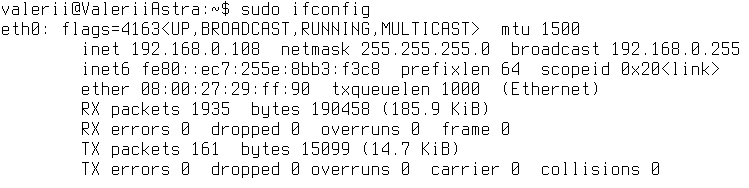 valerii@ValeriiAstra:~$ sudo ifconfig
eth0: flags=4163<UP,BROADCAST,RUNNING,MULTICAST>  mtu 1500
        inet 192.168.0.108  netmask 255.255.255.0  broadcast 192.168.0.255
        inet6 fe80::ec7:255e:8bb3:f3c8  prefixlen 64  scopeid 0x20<link>
        ether 08:00:27:29:ff:90  txqueuelen 1000  (Ethernet)
        RX packets 1935  bytes 190458 (185.9 KiB)
        RX errors 0  dropped 0  overruns 0  frame 0
        TX packets 161  bytes 15099 (14.7 KiB)
        TX errors 0  dropped 0 overruns 0  carrier 0  collisions 0